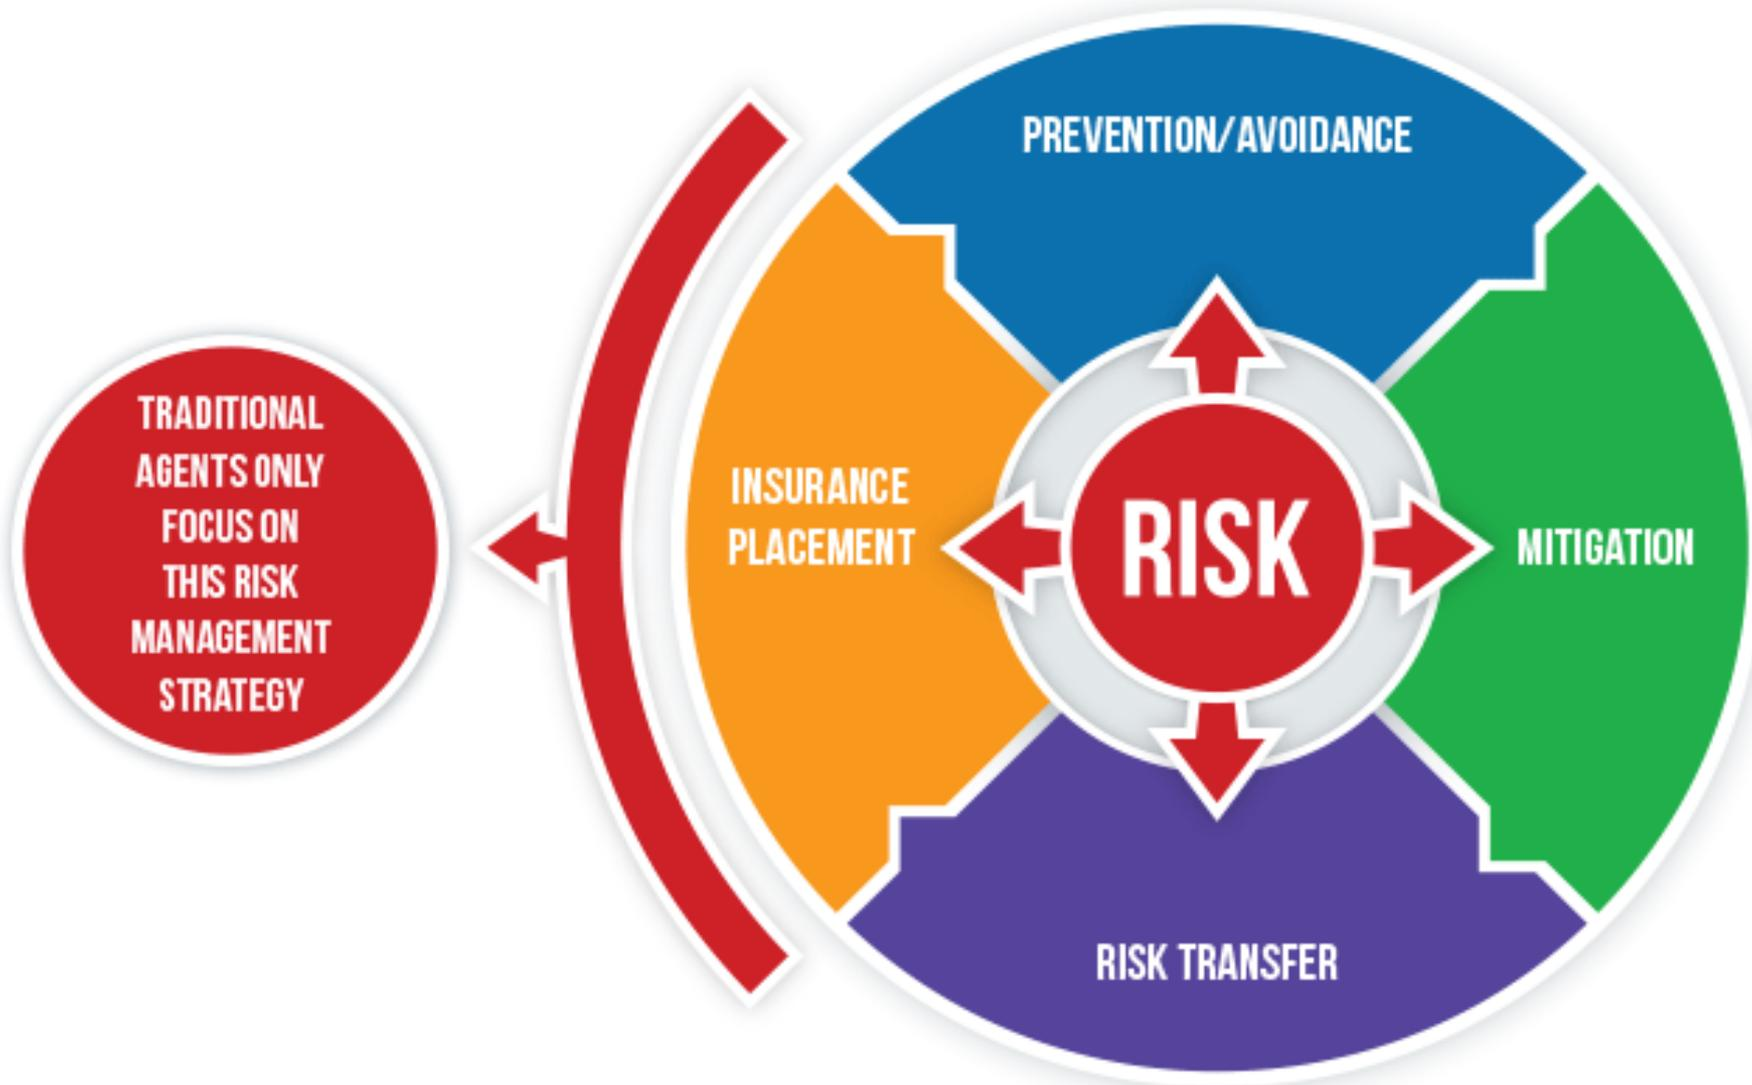 PREVENTION/AVOIDANCE
TRADITIONAL
AGENTS ONLY
FOCUS ON
THIS RISK
MANAGEMENT
STRATEGY
INSURANCE
PLACEMENT
RISK
MITIGATION
RISK TRANSFER